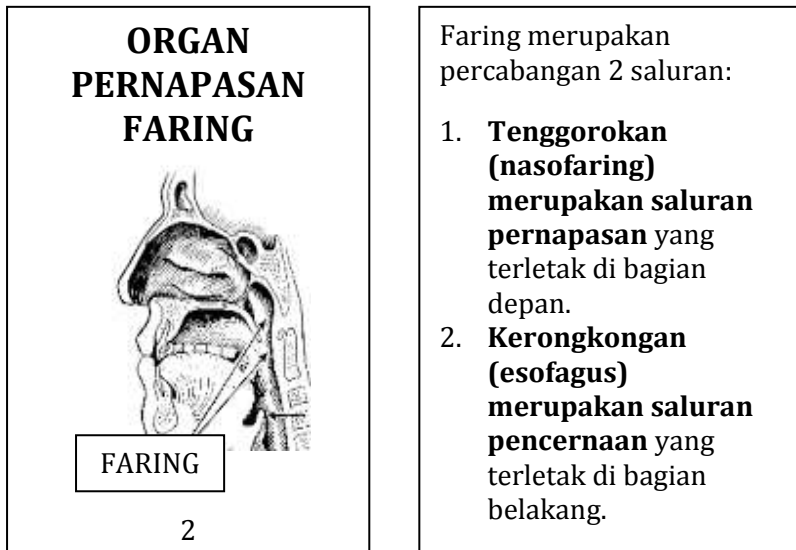 ORGAN
PERNAPASAN
FARING
FARING
2
Faring merupakan
percabangan 2 saluran:
1. Tenggorokan
(nasofaring)
merupakan saluran
pernapasan yang
terletak di bagian
depan.
2. Kerongkongan
(esofagus)
merupakan saluran
pencernaan yang
terletak di bagian
belakang.